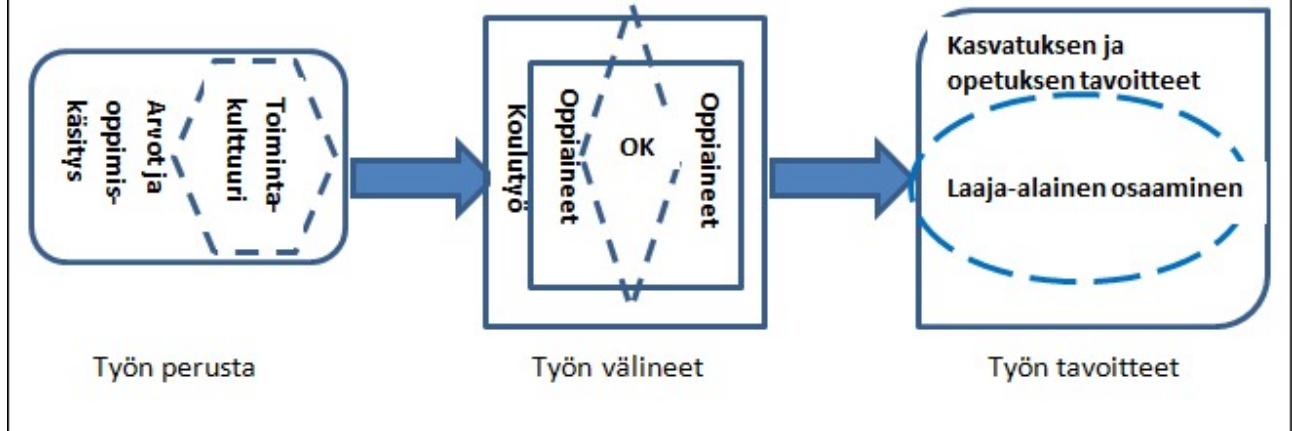 Arvot ja
oppimis-
käsitys
Toiminta-
kulttuuri
Koulutyö
Oppiaineet
OK
Oppiaineet
Kasvatuksen ja
opetuksen tavoitteet
Laaja-alainen osaaminen
Työn perusta
Työn välineet
Työn tavoitteet